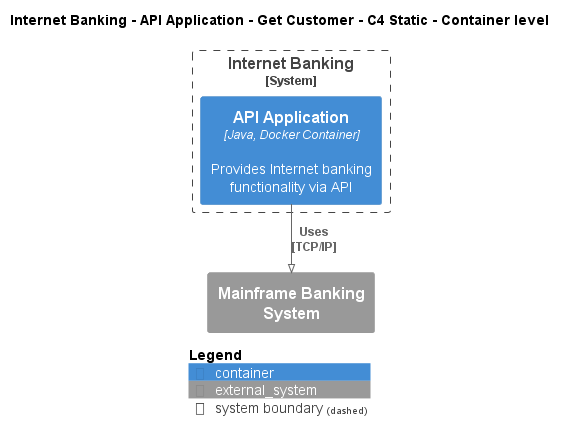 Internet Banking - API Application - Get Customer - C4 Static - Container level
Internet Banking
[System]
API Application
[Java, Docker Container]
Provides Internet banking
functionality via API
Uses
[TCP/IP]
Mainframe Banking
System
Legend
container
external_system
system boundary (dashed)